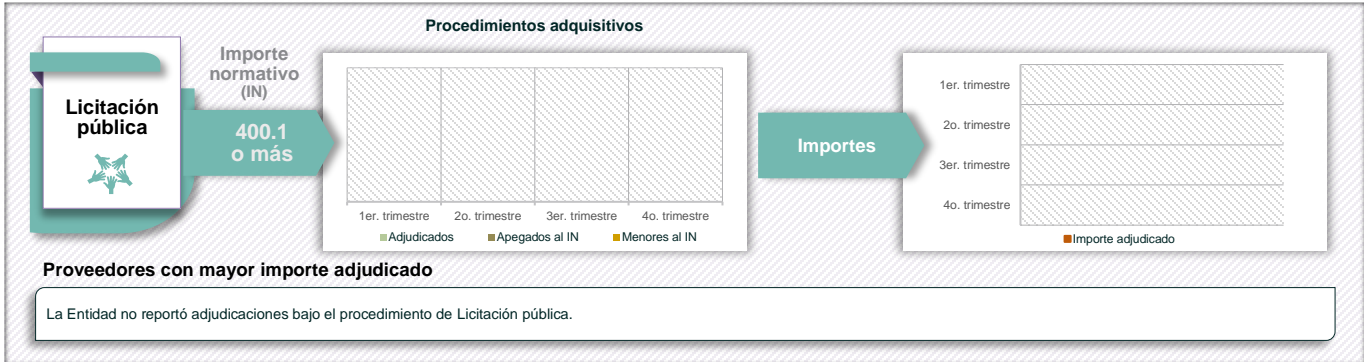 Procedimientos adquisitivos
Licitación
pública
Importe
normativo
(IN)
400.1
o más
1er. trimestre
2o. trimestre
3er. trimestre
4o. trimestre
Adjudicados
Apegados al IN
Menores al IN
Importes
1er. trimestre
2o. trimestre
3er. trimestre
4o. trimestre
Importe adjudicado
Proveedores con mayor importe adjudicado
La Entidad no reportó adjudicaciones bajo el procedimiento de Licitación pública.